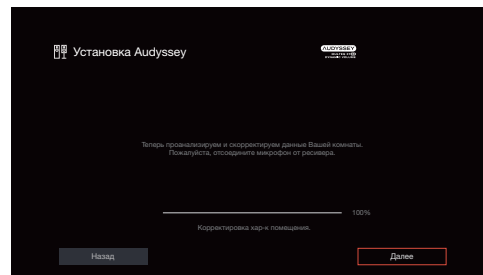 Установка Audyssey
AUDYSSEY
Теперь проанализируем и скорректируем данные Вашей комнаты.
Пожалуйста, отсоедините микрофон от ресивера.
100%
Корректировка хар-к помещения.
Назад
Далее